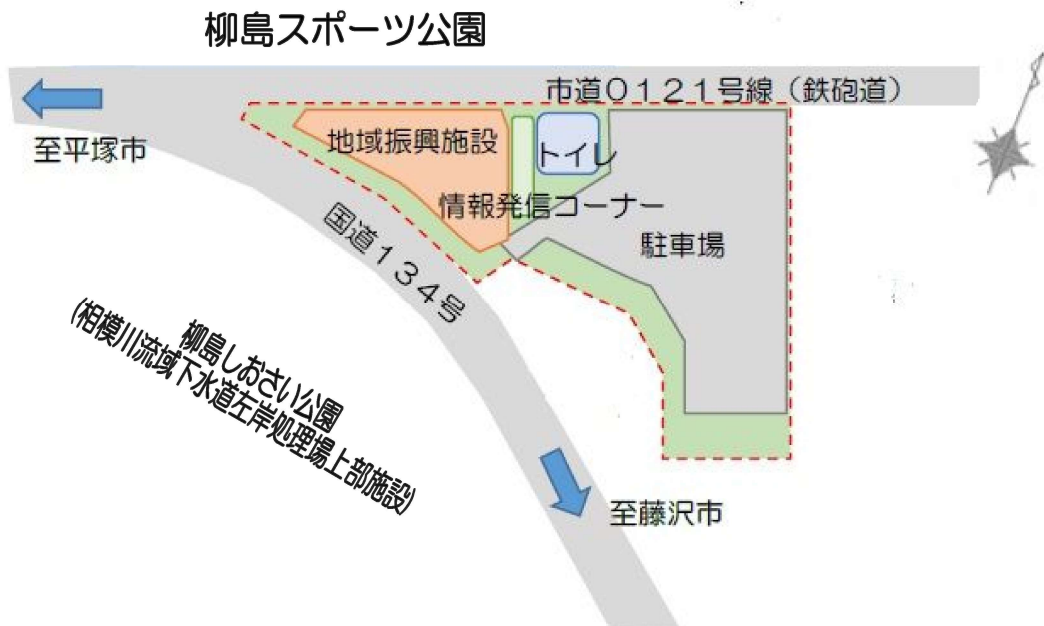 柳島スポーツ公園
市道０１２１号線（鉄砲道）
至平塚市
地域振興施設
トイレ
情報発信コーナー
駐車場
国道１３４号
柳島しおさい公園
(相模川流域下水道左岸処理場上部施設)
至藤沢市